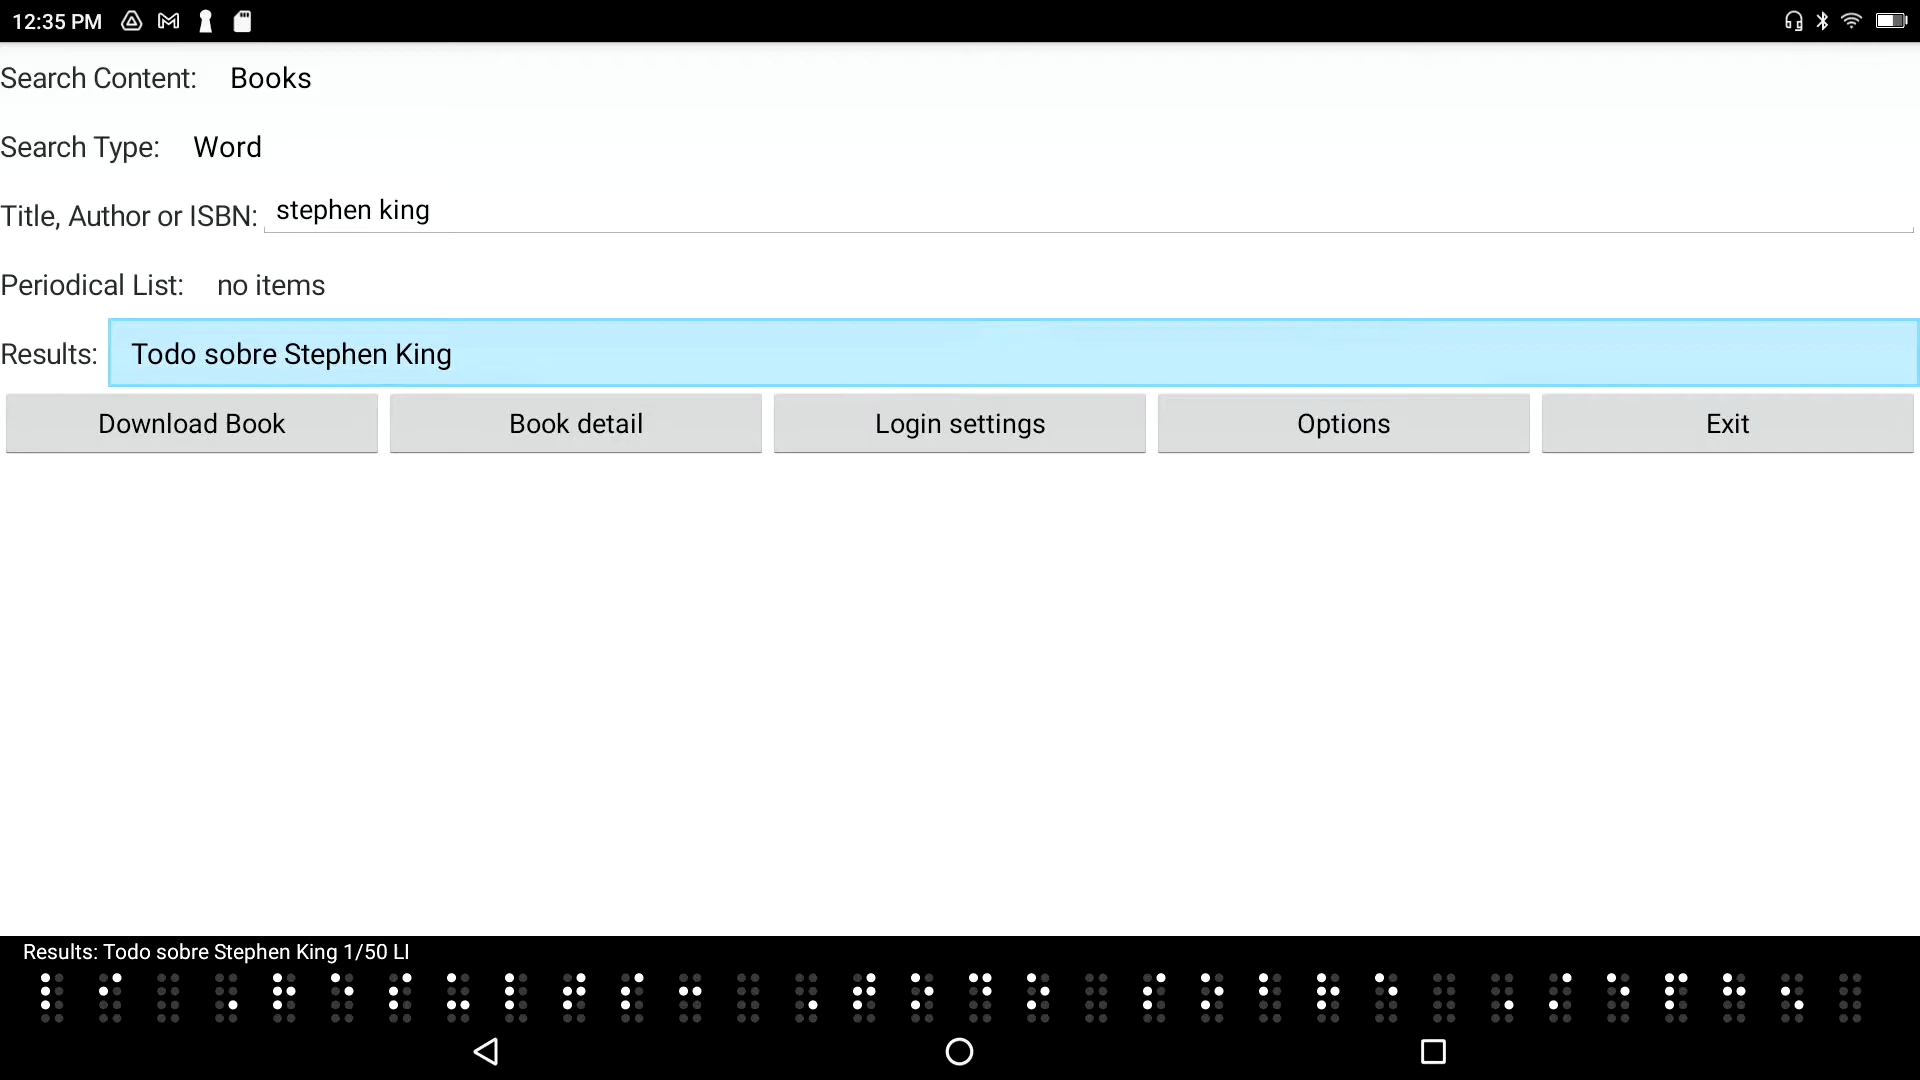 12:35 PM
Search Content: Books
Search Type: Word
Title, Author or ISBN: stephen king
Periodical List: no items
Results: Todo sobre Stephen King
Download Book Book detail Login settings Options Exit
Results: Todo sobre Stephen King 1/50 LI